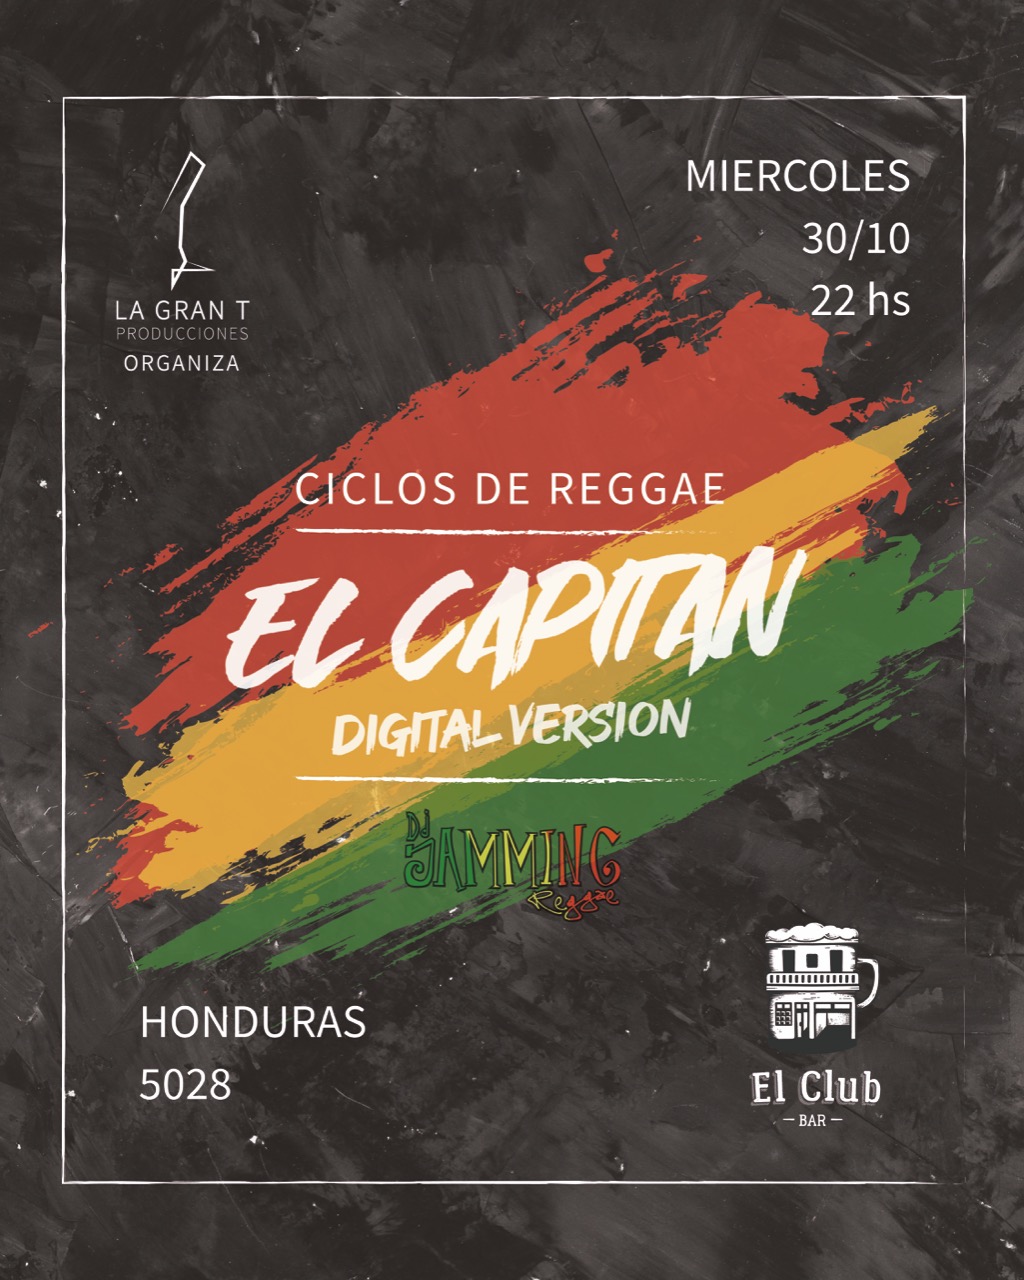 MIERCOLES
30/10
22 hs
LA GRAN T
PRODUCCIONES
ORGANIZA
CICLOS DE REGGAE
EL CAPITAN
DIGITAL VERSION
DJ
JAMMING
Reggae
HONDURAS
5028
El Club
BAR